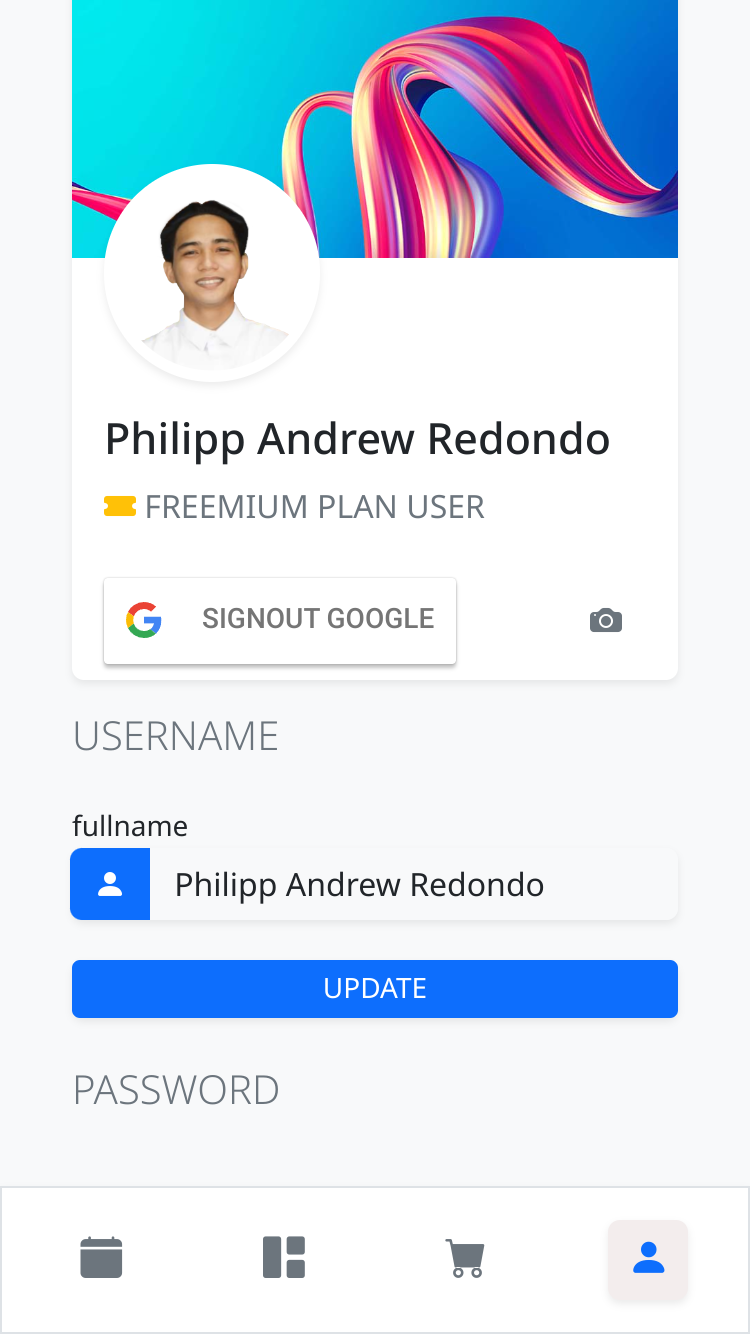 Philipp Andrew Redondo
FREEMIUM PLAN USER
SIGNOUT GOOGLE
USERNAME
fullname
Philipp Andrew Redondo
UPDATE
PASSWORD